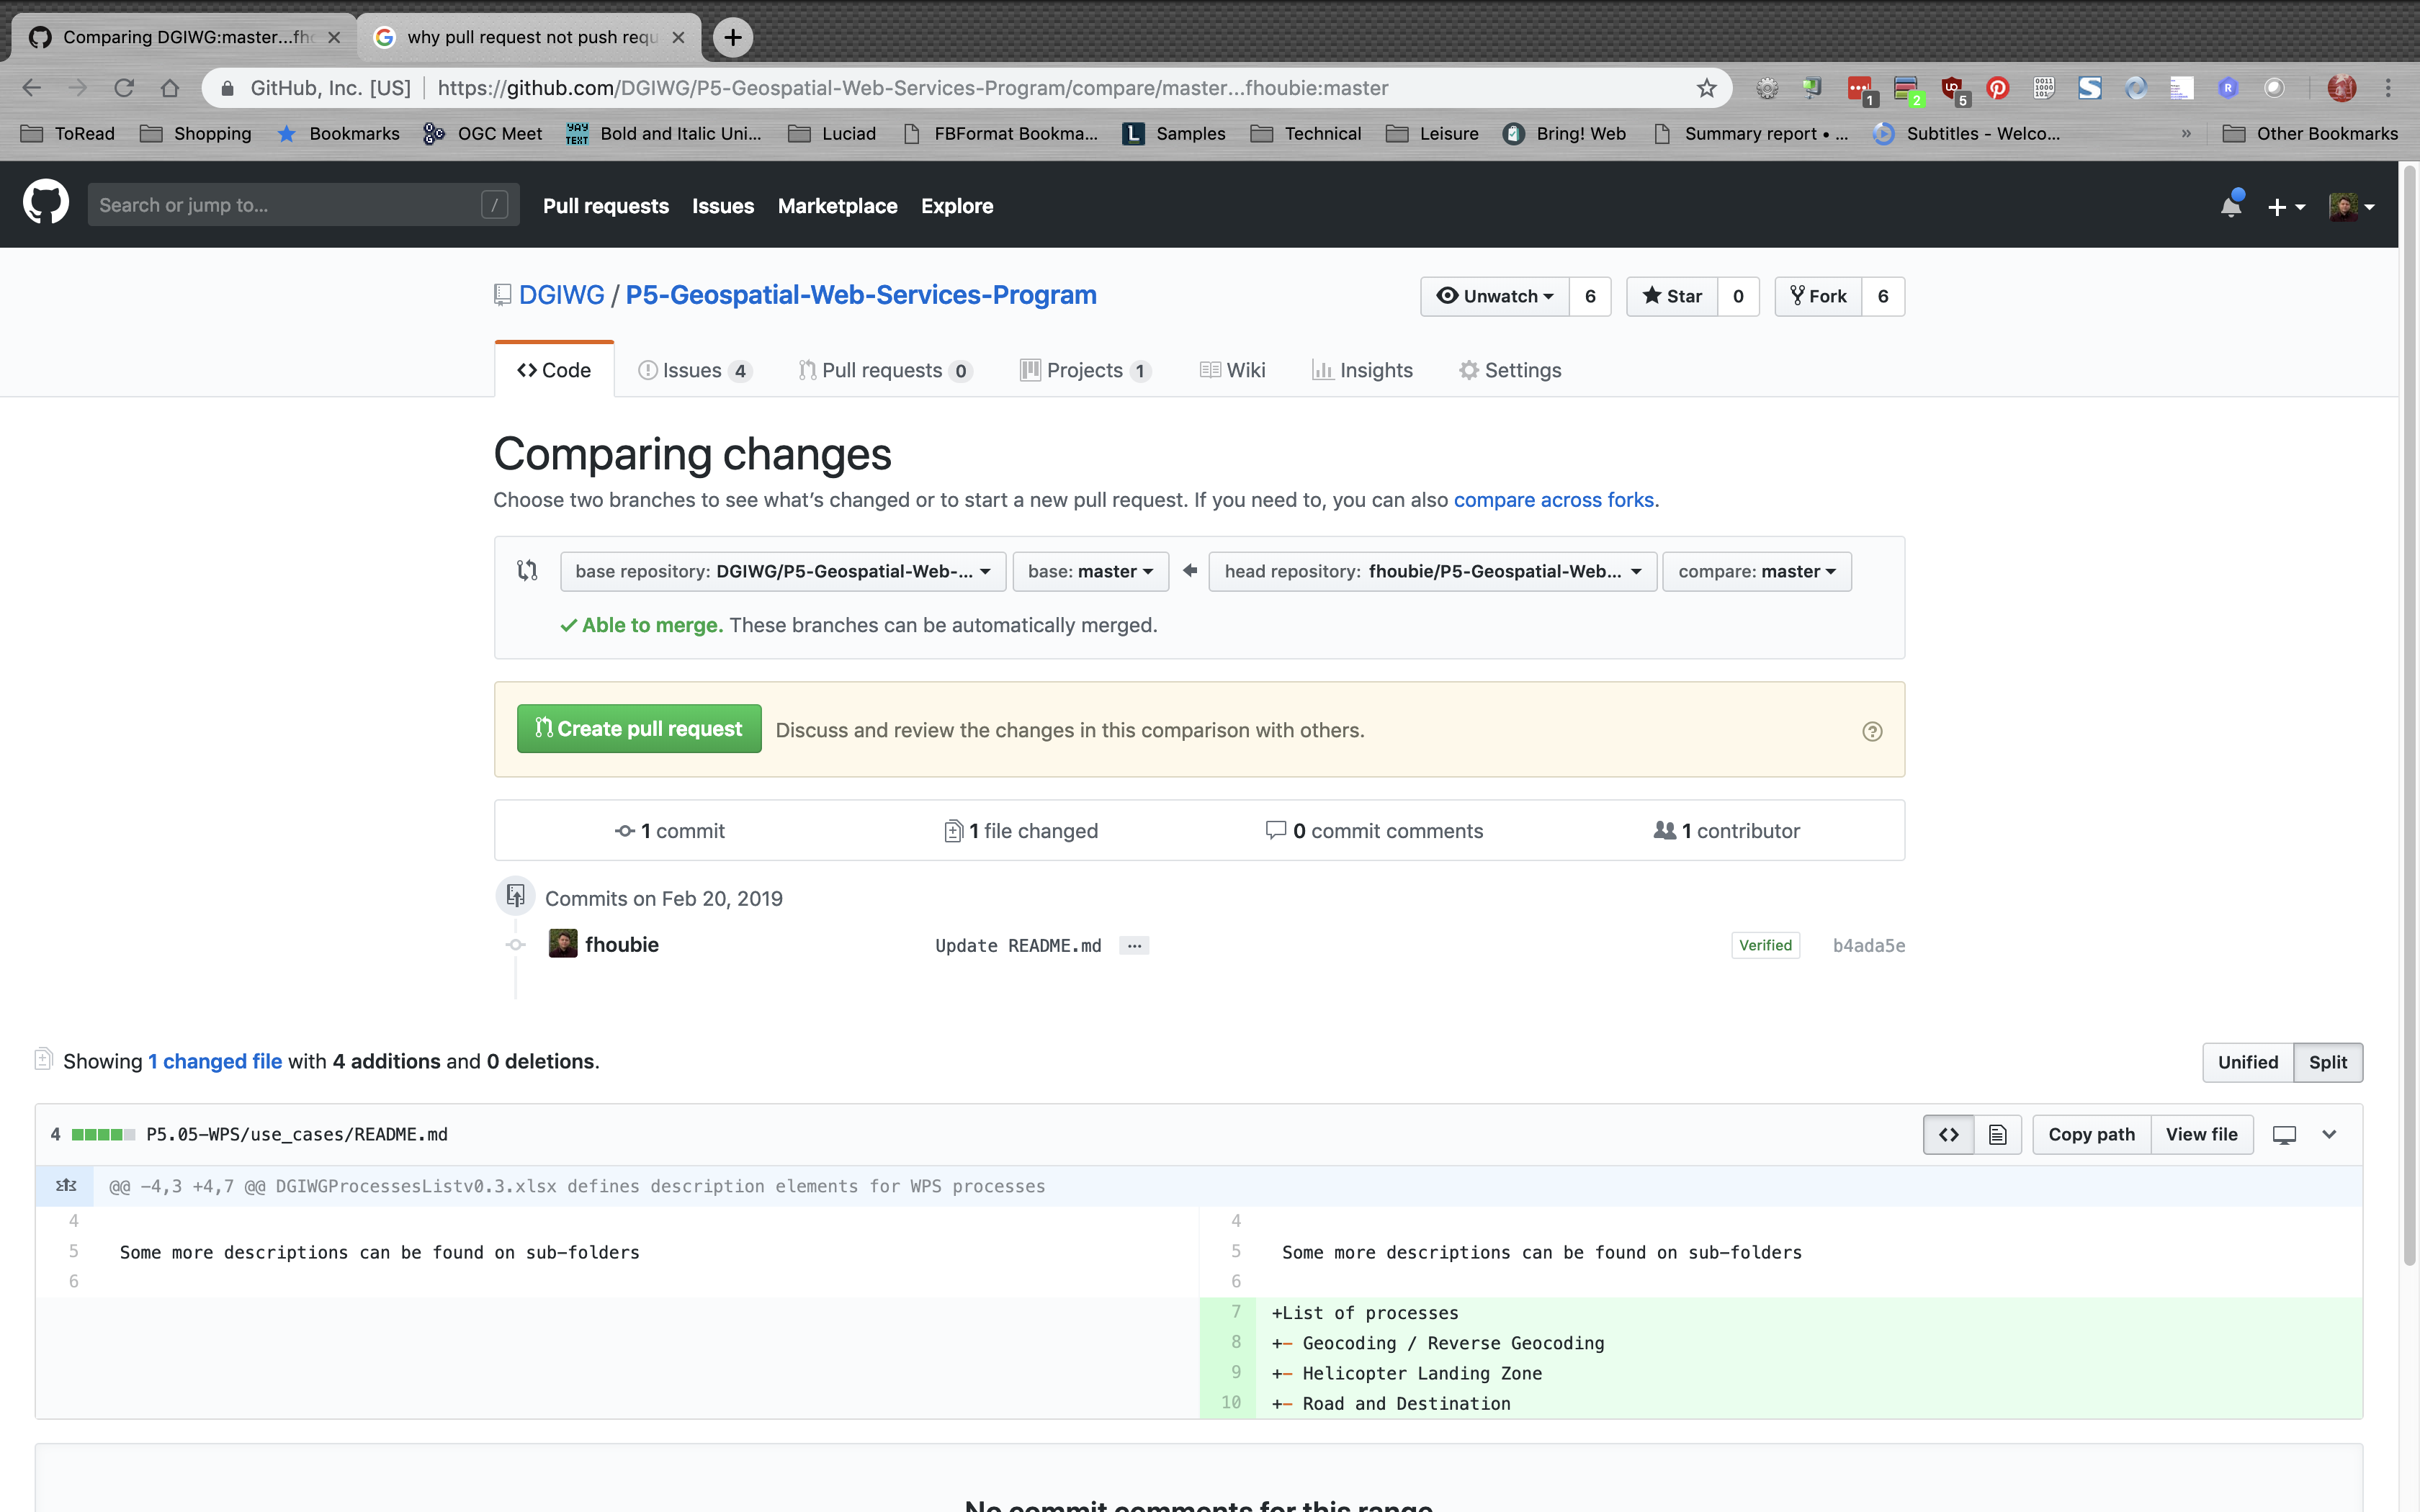 Comparing DGIWG:master...fh
why pull request not push requ
GitHub, Inc. [US] https://github.com/DGIWG/P5-Geospatial-Web-Services-Program/compare/master...fhoubie:master
1 2 5
ToRead Shopping Bookmarks OGC Meet Bold and Italic Uni... Luciad FBFormat Bookma... Samples Technical Leisure Bring! Web Summary report • ... Subtitles - Welco... » Other Bookmarks
Search or jump to... / Pull requests Issues Marketplace Explore
DGIWG / P5-Geospatial-Web-Services-Program
Unwatch 6 Star 0 Fork 6
Code Issues 4 Pull requests 0 Projects 1 Wiki Insights Settings
Comparing changes
Choose two branches to see what’s changed or to start a new pull request. If you need to, you can also compare across forks.
base repository: DGIWG/P5-Geospatial-Web-... base: master head repository: fhoubie/P5-Geospatial-Web... compare: master
Able to merge. These branches can be automatically merged.
Create pull request Discuss and review the changes in this comparison with others. ?
1 commit 1 file changed 0 commit comments 1 contributor
Commits on Feb 20, 2019
fhoubie Update README.md ... Verified b4ada5e
Showing 1 changed file with 4 additions and 0 deletions. Unified Split
4 P5.05-WPS/use_cases/README.md Copy path View file
@@ -4,3 +4,7 @@ DGIWGProcessesListv0.3.xlsx defines description elements for WPS processes
4 4
5 Some more descriptions can be found on sub-folders 5 Some more descriptions can be found on sub-folders
6 6
7 +List of processes
8 +- Geocoding / Reverse Geocoding
9 +- Helicopter Landing Zone
10 +- Road and Destination
No commit comments for this range